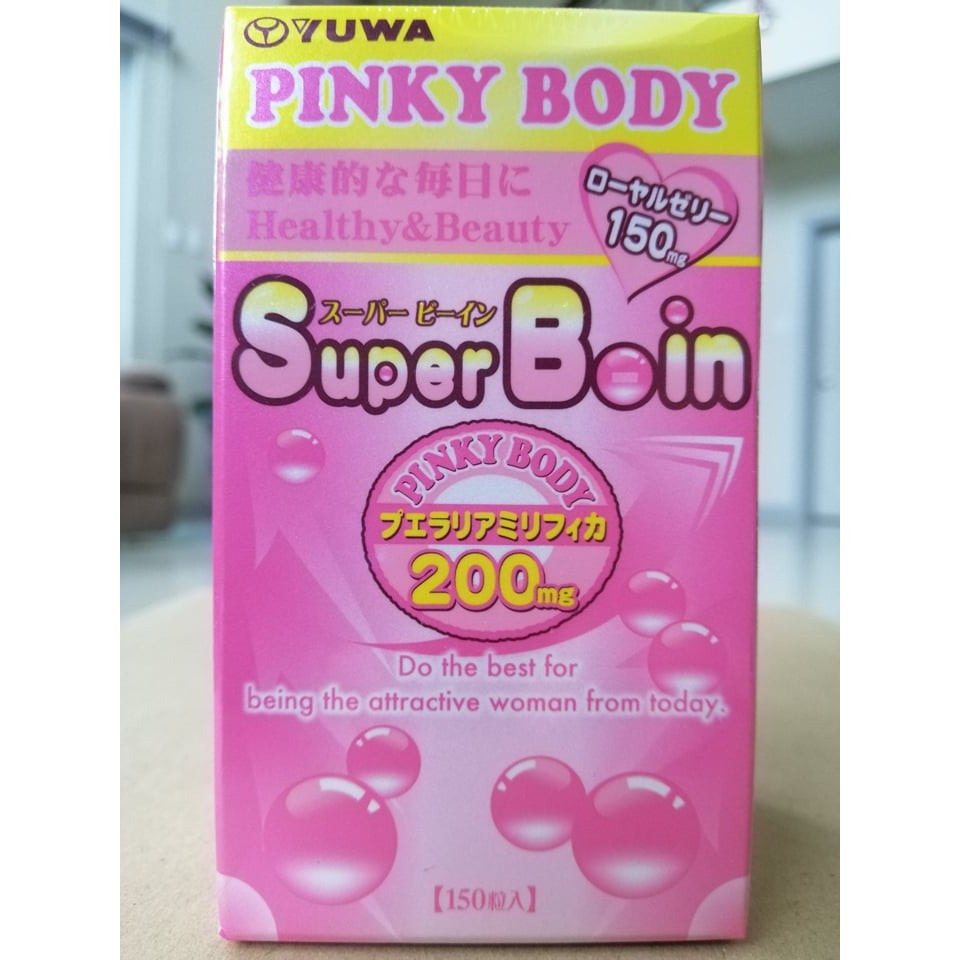 YUWA
PINKY BODY
健康的な毎日に
Healthy&Beauty
ローヤルゼリー
150mg
スーパー ビーイン
Super Boin
PINKY BODY
プエラリアミリフィカ
200mg
Do the best for
being the attractive woman from today.
【150粒入】